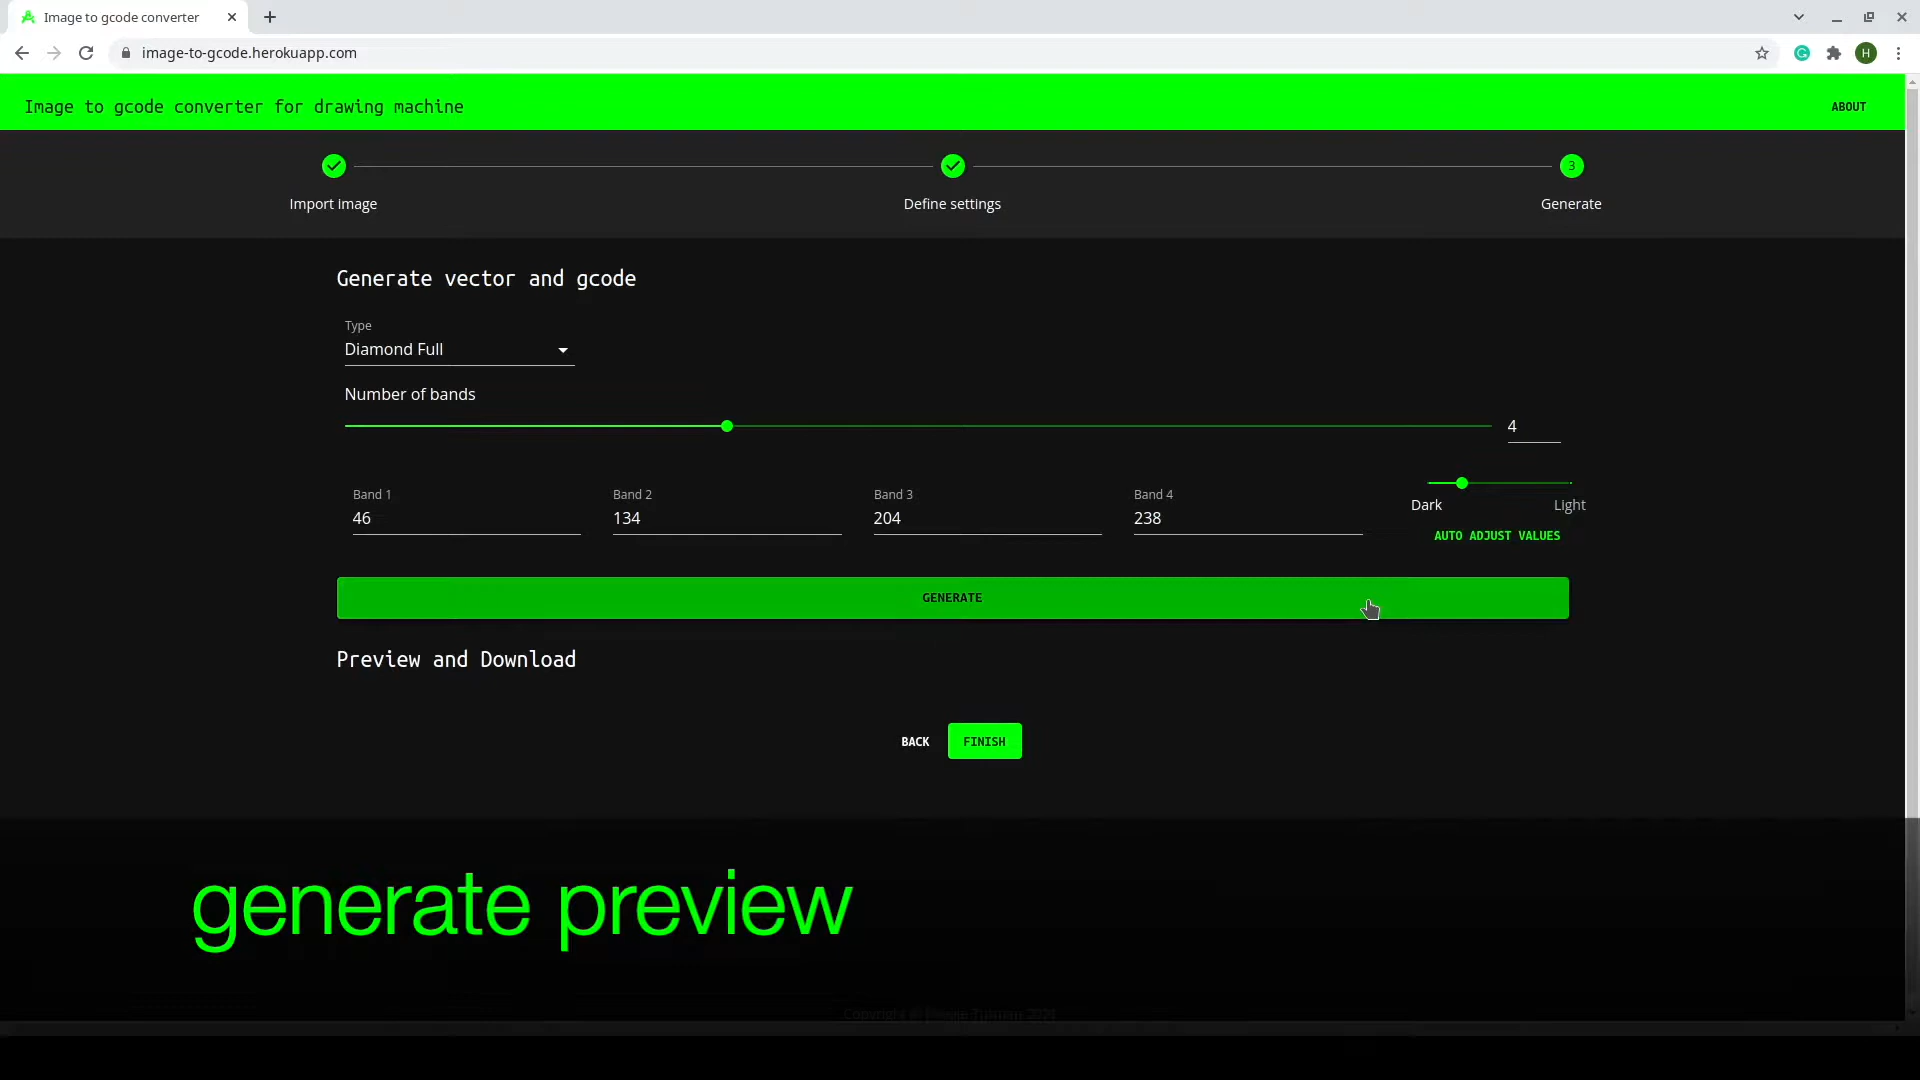 Image to gcode converter
image-to-gcode.herokuapp.com
H
Image to gcode converter for drawing machine
ABOUT
3
Import image
Define settings
Generate
Generate vector and gcode
Type
Diamond Full
Number of bands
4
Band 1
Band 2
Band 3
Band 4
46
134
204
238
Dark
Light
AUTO ADJUST VALUES
GENERATE
Preview and Download
BACK
FINISH
generate preview
Copyright